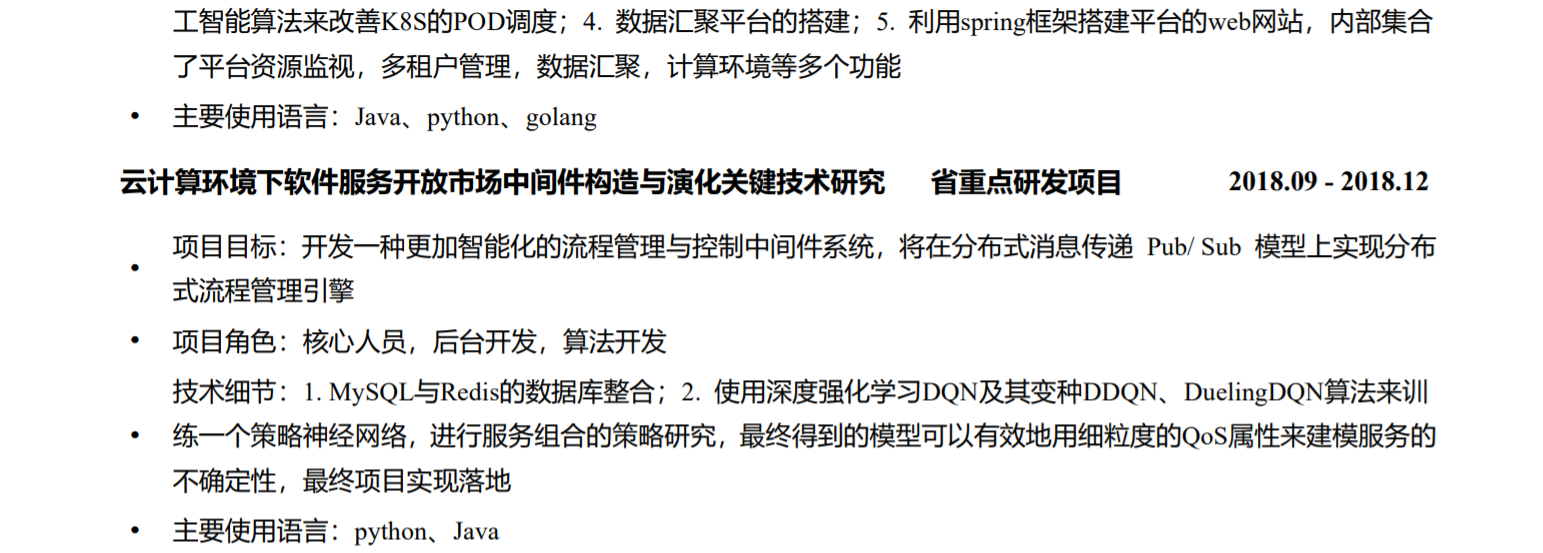 工智能算法来改善K8S的POD调度；4. 数据汇聚平台的搭建；5. 利用spring框架搭建平台的web网站，内部集合
了平台资源监视，多租户管理，数据汇聚，计算环境等多个功能
• 主要使用语言：Java、python、golang
云计算环境下软件服务开放市场中间件构造与演化关键技术研究 省重点研发项目 2018.09 - 2018.12
• 项目目标：开发一种更加智能化的流程管理与控制中间件系统，将在分布式消息传递 Pub/ Sub 模型上实现分布
式流程管理引擎
• 项目角色：核心人员，后台开发，算法开发
• 技术细节：1. MySQL与Redis的数据库整合；2. 使用深度强化学习DQN及其变种DDQN、DuelingDQN算法来训
练一个策略神经网络，进行服务组合的策略研究，最终得到的模型可以有效地用细粒度的QoS属性来建模服务的
不确定性，最终项目实现落地
• 主要使用语言：python、Java